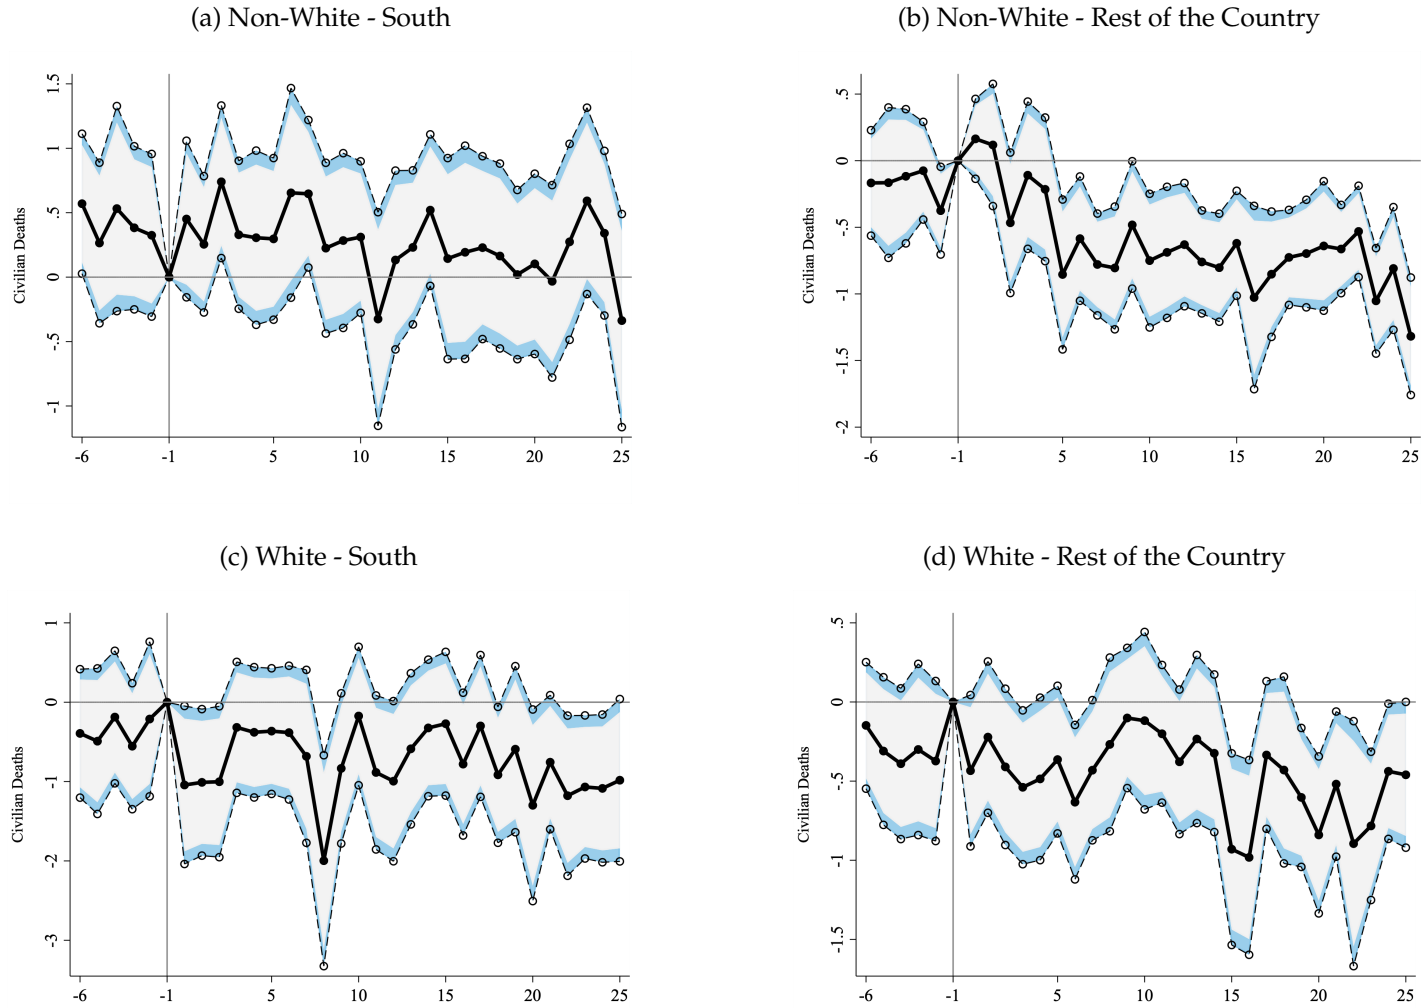 (a) Non-White - South
(b) Non-White - Rest of the Country
Civilian Deaths
1.5
1
.5
0
-.5
-1
-6 -1 5 10 15 20 25
Civilian Deaths
.5
0
-.5
-1
-1.5
-2
-6 -1 5 10 15 20 25
(c) White - South
(d) White - Rest of the Country
Civilian Deaths
1
0
-1
-2
-3
-6 -1 5 10 15 20 25
Civilian Deaths
.5
0
-.5
-1
-1.5
-6 -1 5 10 15 20 25